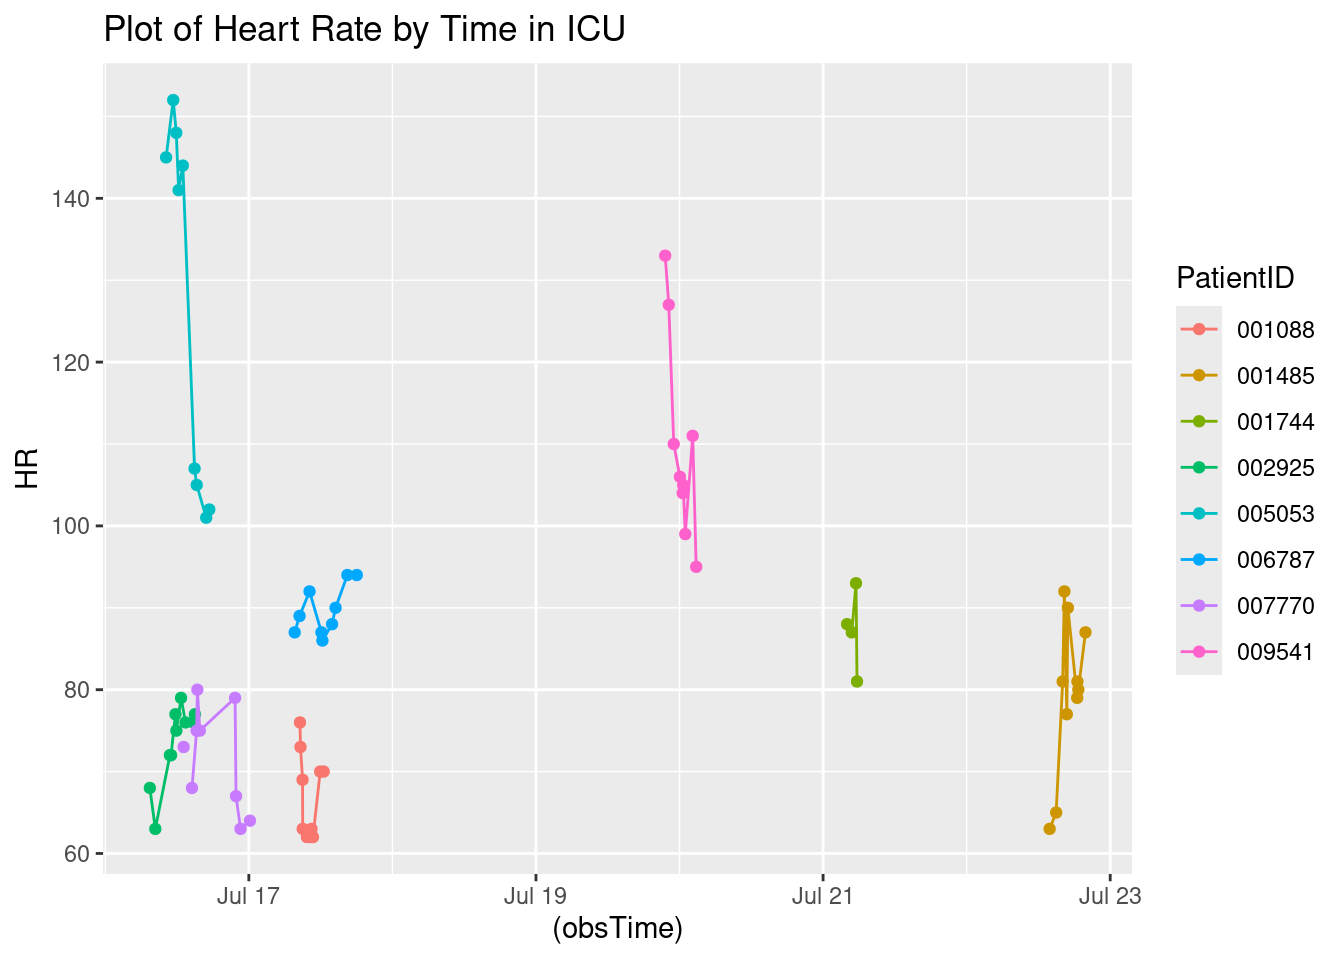 Plot of Heart Rate by Time in ICU
HR
140
120
100
80
60
Jul 17
Jul 19
Jul 21
Jul 23
(obsTime)
PatientID
001088
001485
001744
002925
005053
006787
007770
009541